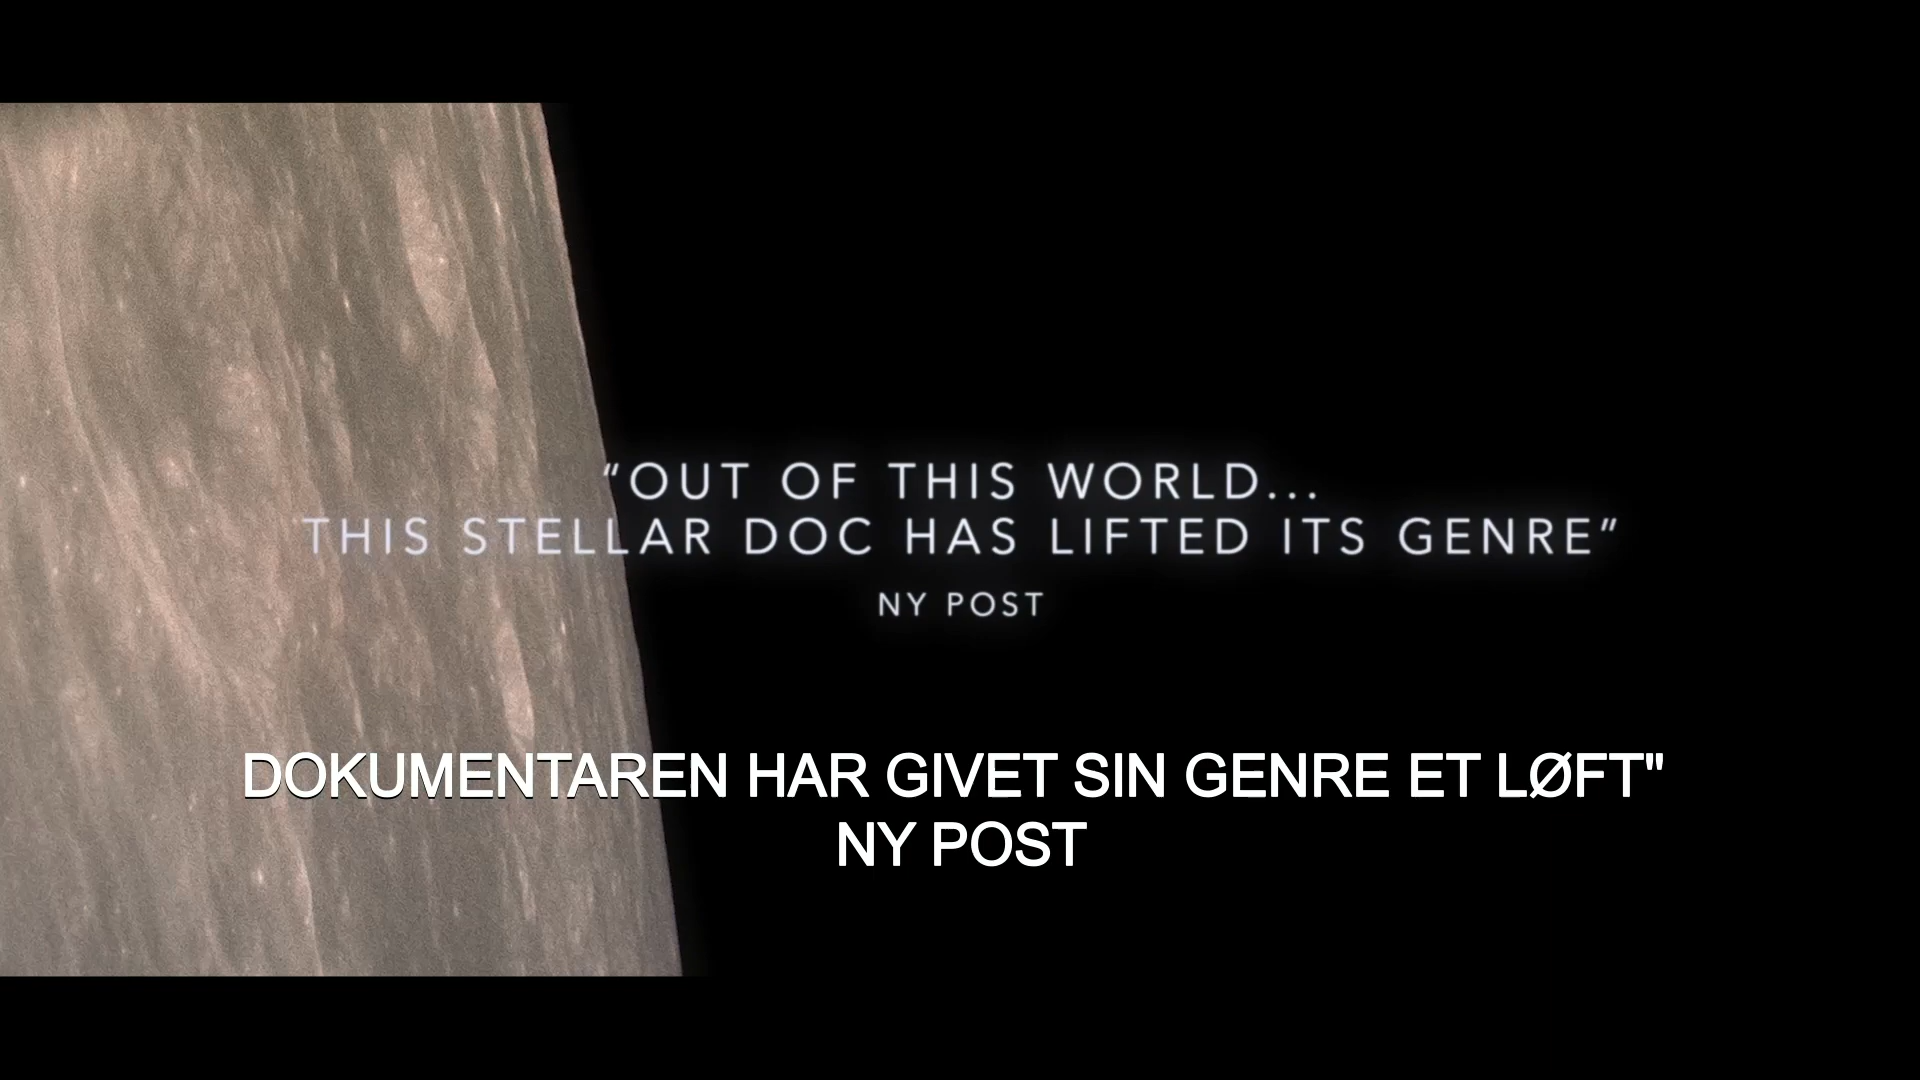 “OUT OF THIS WORLD...
THIS STELLAR DOC HAS LIFTED ITS GENRE”
NY POST
DOKUMENTAREN HAR GIVET SIN GENRE ET LØFT"
NY POST